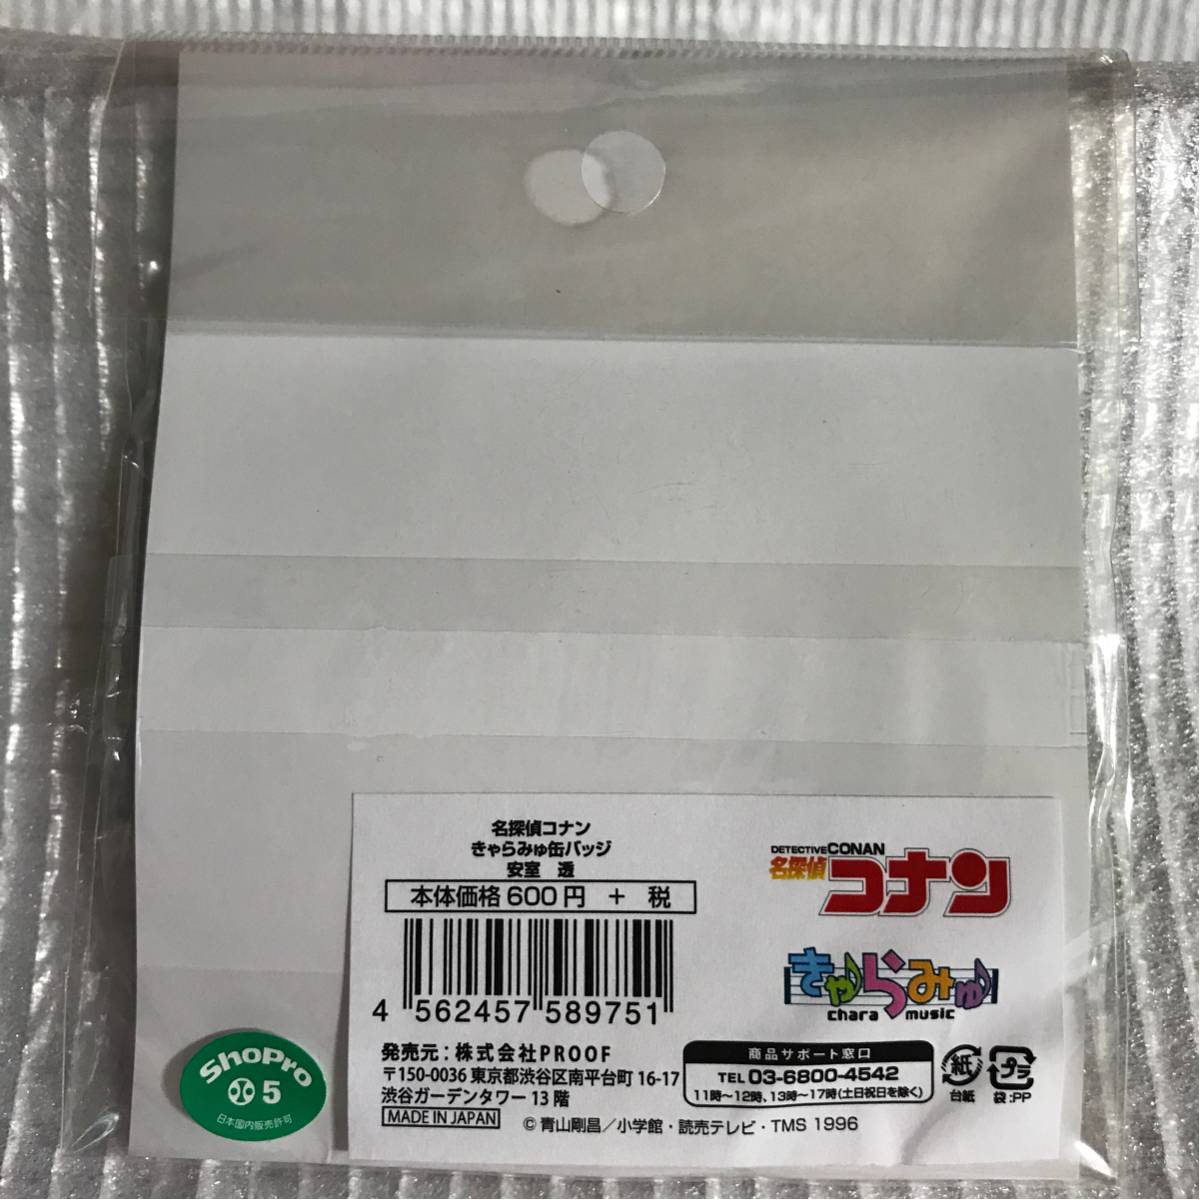 名探偵コナン
きゃらみゅ缶バッジ
安室 透
本体価格600円 + 税
4 562457 589751
発売元:株式会社PROOF
〒150-0036 東京都渋谷区南平台町 16-17
渋谷ガーデンタワー 13 階
MADE IN JAPAN
DETECTIVE CONAN
名探偵コナン
きゃらみゅ
chara music
商品サポート窓口
TEL 03-6800-4542
11時〜12時、13時〜17時(土日祝日を除く)
紙
台紙
プラ
袋:PP
©青山剛昌/小学館・読売テレビ・TMS 1996
ShoPro
5
日本国内販売許可